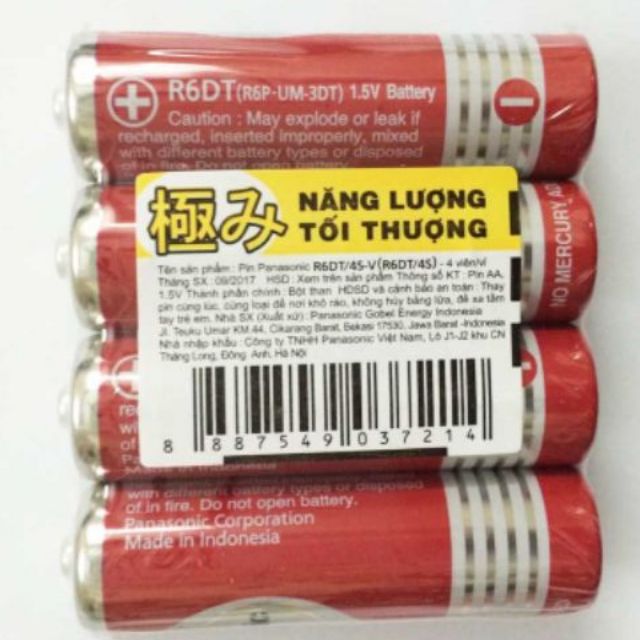 R6DT(R6P-UM-3DT) 1.5V Battery
Caution : May explode or leak if
recharged, inserted improperly, mixed
with different battery types or disposed
of in fire. Do not open battery.
極み
NĂNG LƯỢNG
TỐI THƯỢNG
Tên sản phẩm : Pin Panasonic R6DT/4S-V(R6DT/4S) - 4 viên/vỉ
Tháng SX : 09/2017 HSD : Xem trên sản phẩm Thông số KT : Pin AA,
1.5V Thành phần chính : Bột than HDSD và cảnh báo an toàn : Thay
pin cùng lúc, cùng loại để nơi khô ráo, không hủy bằng lửa, để xa tầm
tay trẻ em. Nhà SX (Xuất xứ) : Panasonic Gobel Energy Indonesia
Jl. Teuku Umar KM 44, Cikarang Barat, Bekasi 17530, Jawa Barat -Indonesia
Nhà nhập khẩu : Công ty TNHH Panasonic Việt Nam, Lô J1-J2 khu CN
Thăng Long, Đông Anh, Hà Nội
8 887549 037214
NO MERCURY
with different battery types or disposed
of in fire. Do not open battery.
Panasonic Corporation
Made in Indonesia